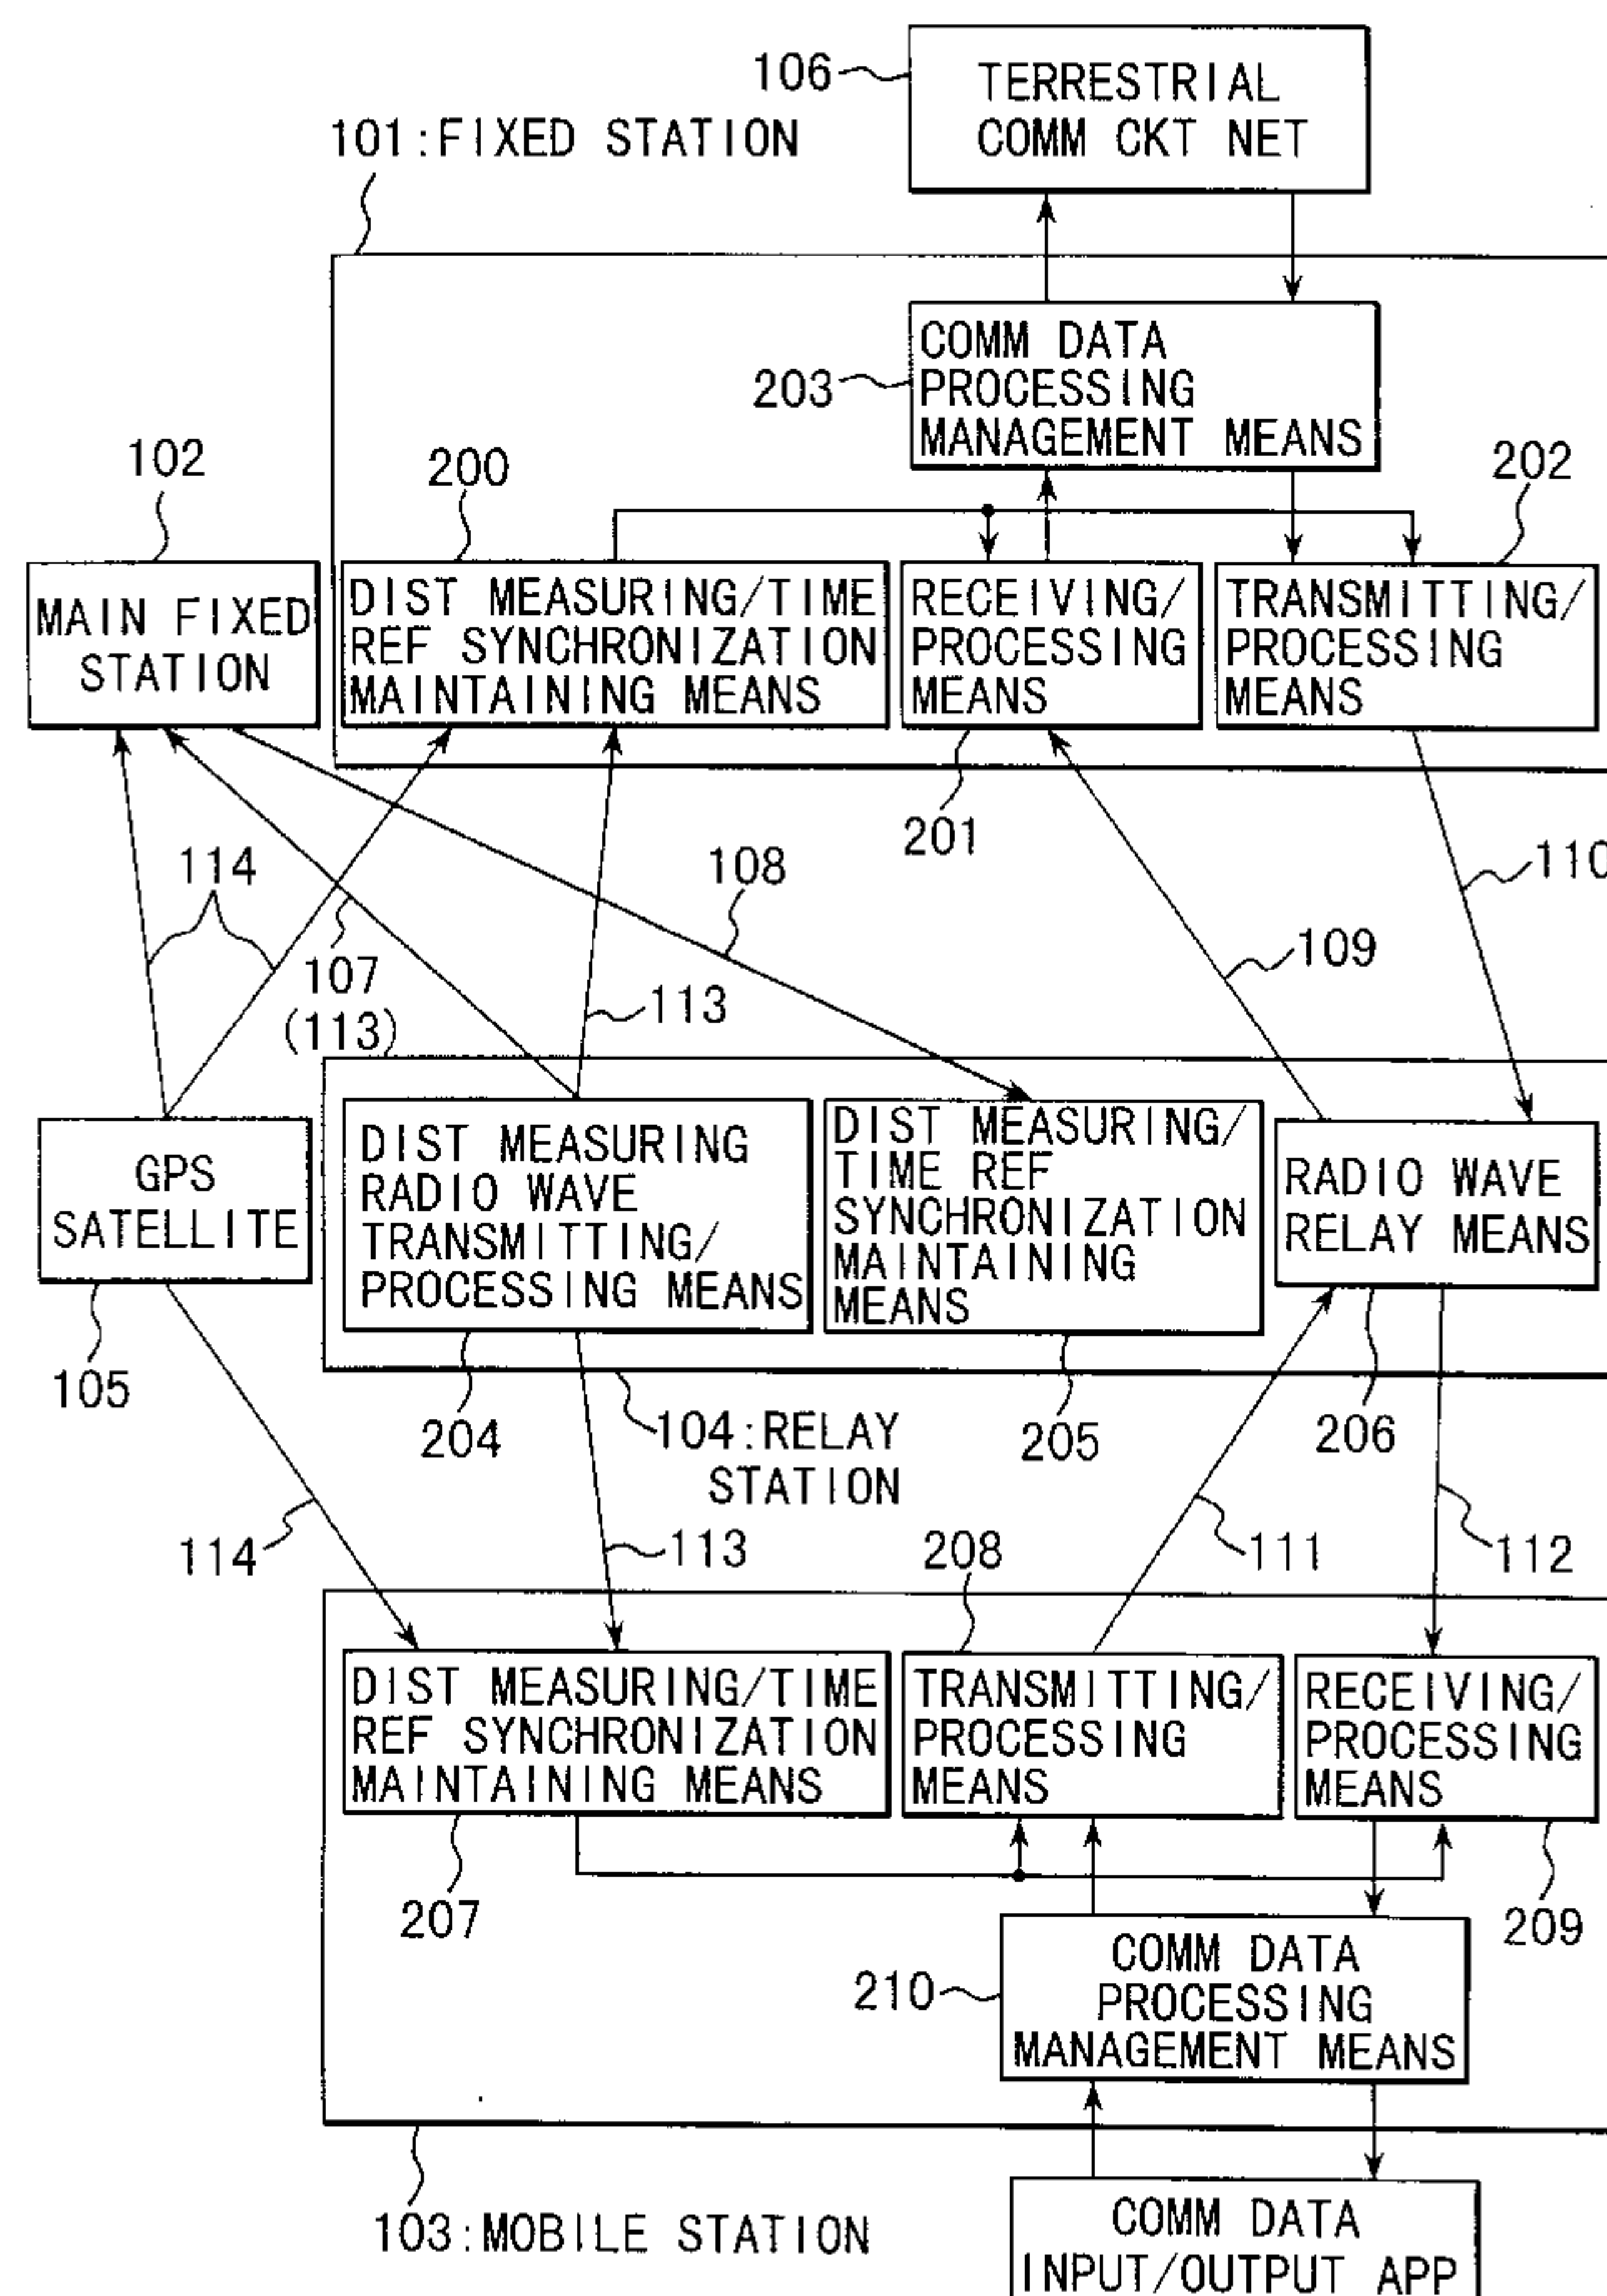 106
TERRESTRIAL
COMM CKT NET
101:FIXED STATION
203
COMM DATA
PROCESSING
MANAGEMENT MEANS
102
200
202
MAIN FIXED
STATION
DIST MEASURING/TIME
REF SYNCHRONIZATION
MAINTAINING MEANS
RECEIVING/
PROCESSING
MEANS
TRANSMITTING/
PROCESSING
MEANS
201
114
108
110
107
(113)
113
109
GPS
SATELLITE
DIST MEASURING
RADIO WAVE
TRANSMITTING/
PROCESSING MEANS
DIST MEASURING/
TIME REF
SYNCHRONIZATION
MAINTAINING
MEANS
RADIO WAVE
RELAY MEANS
105
204
104:RELAY
STATION
205
206
114
113
208
111
112
DIST MEASURING/TIME
REF SYNCHRONIZATION
MAINTAINING MEANS
TRANSMITTING/
PROCESSING
MEANS
RECEIVING/
PROCESSING
MEANS
207
209
210
COMM DATA
PROCESSING
MANAGEMENT MEANS
103:MOBILE STATION
COMM DATA
INPUT/OUTPUT APP